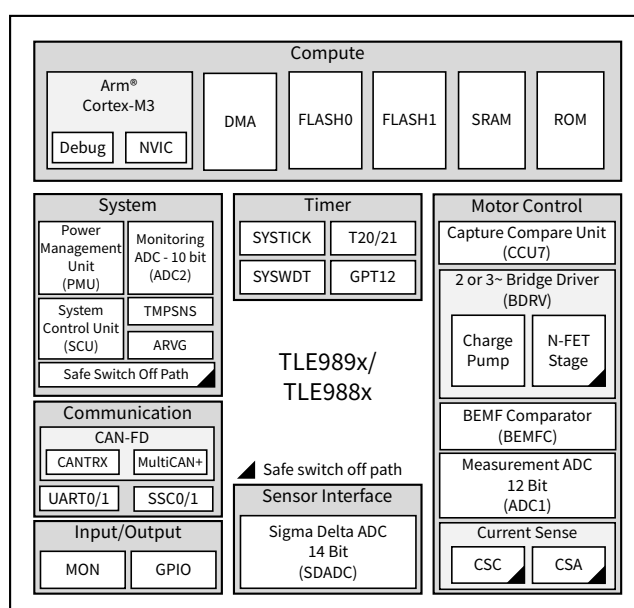 Compute
Arm®
Cortex-M3
Debug
NVIC
DMA
FLASH0
FLASH1
SRAM
ROM
System
Power
Management
Unit
(PMU)
Monitoring
ADC - 10 bit
(ADC2)
System
Control Unit
(SCU)
TMPSNS
ARVG
Safe Switch Off Path
Timer
SYSTICK
T20/21
SYSWDT
GPT12
Motor Control
Capture Compare Unit
(CCU7)
2 or 3~ Bridge Driver
(BDRV)
Charge
Pump
N-FET
Stage
BEMF Comparator
(BEMFC)
Measurement ADC
12 Bit
(ADC1)
Current Sense
CSC
CSA
TLE989x/
TLE988x
Communication
CAN-FD
CANTRX
MultiCAN+
UART0/1
SSC0/1
Input/Output
MON
GPIO
Safe switch off path
Sensor Interface
Sigma Delta ADC
14 Bit
(SDADC)